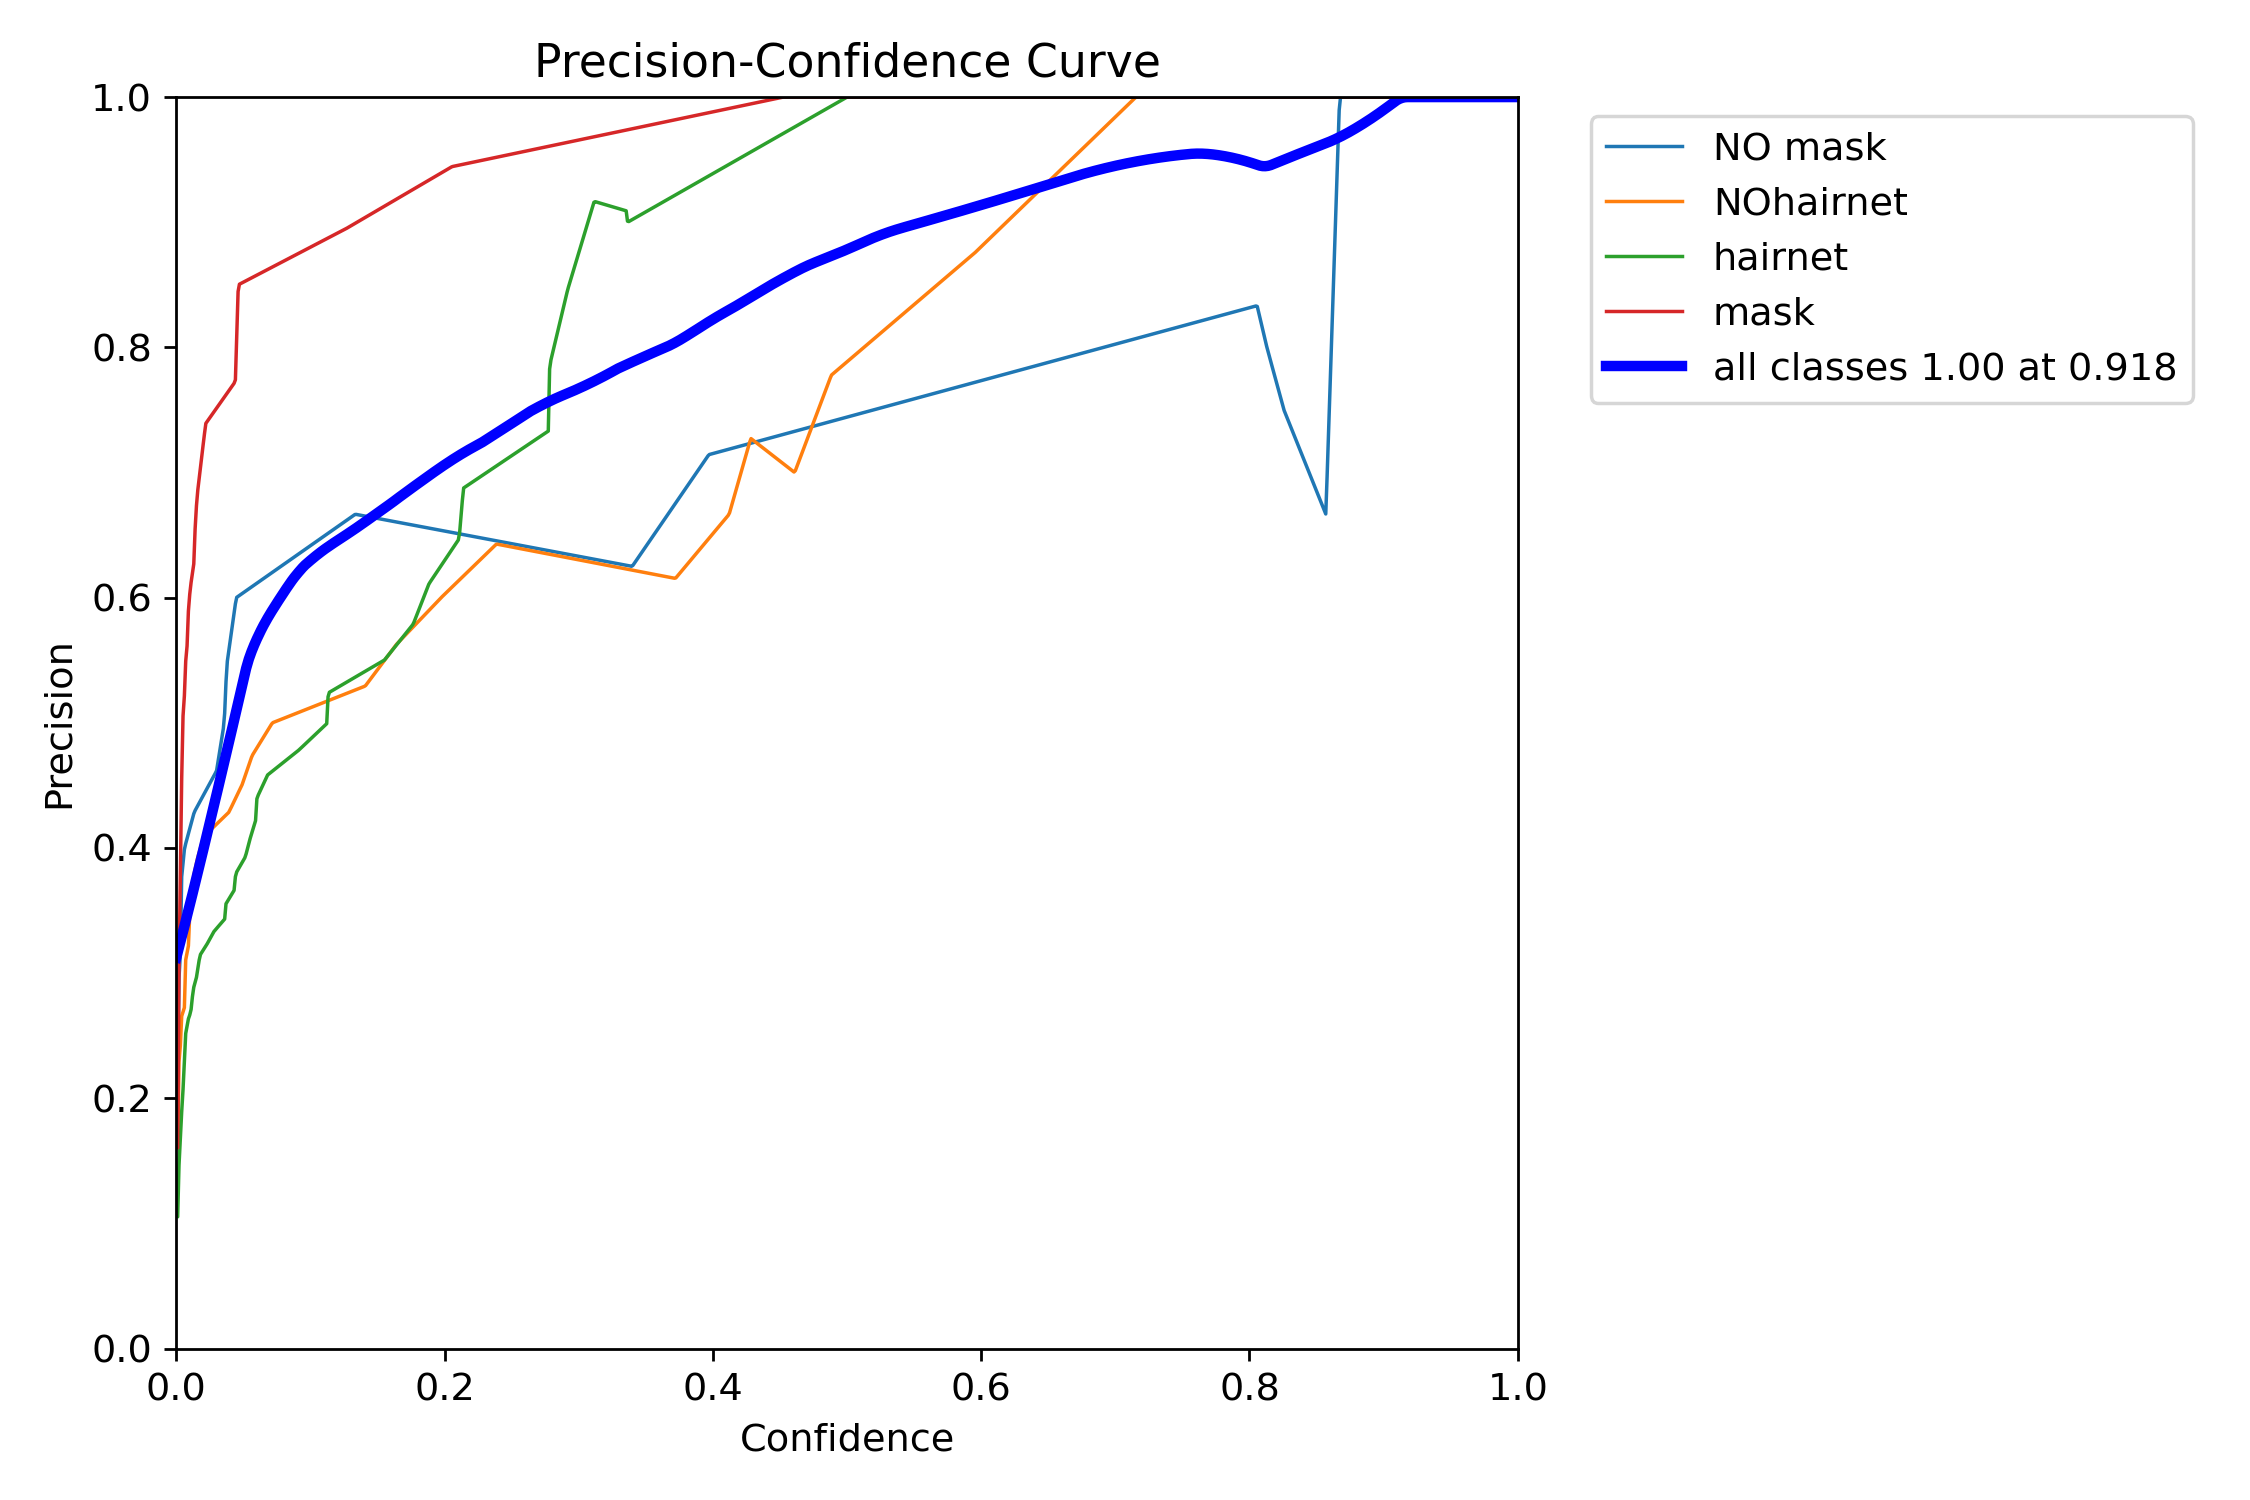 Precision-Confidence Curve
1.0
0.8
0.6
0.4
0.2
0.0
Precision
0.0 0.2 0.4 0.6 0.8 1.0
Confidence
NO mask
NOhairnet
hairnet
mask
all classes 1.00 at 0.918